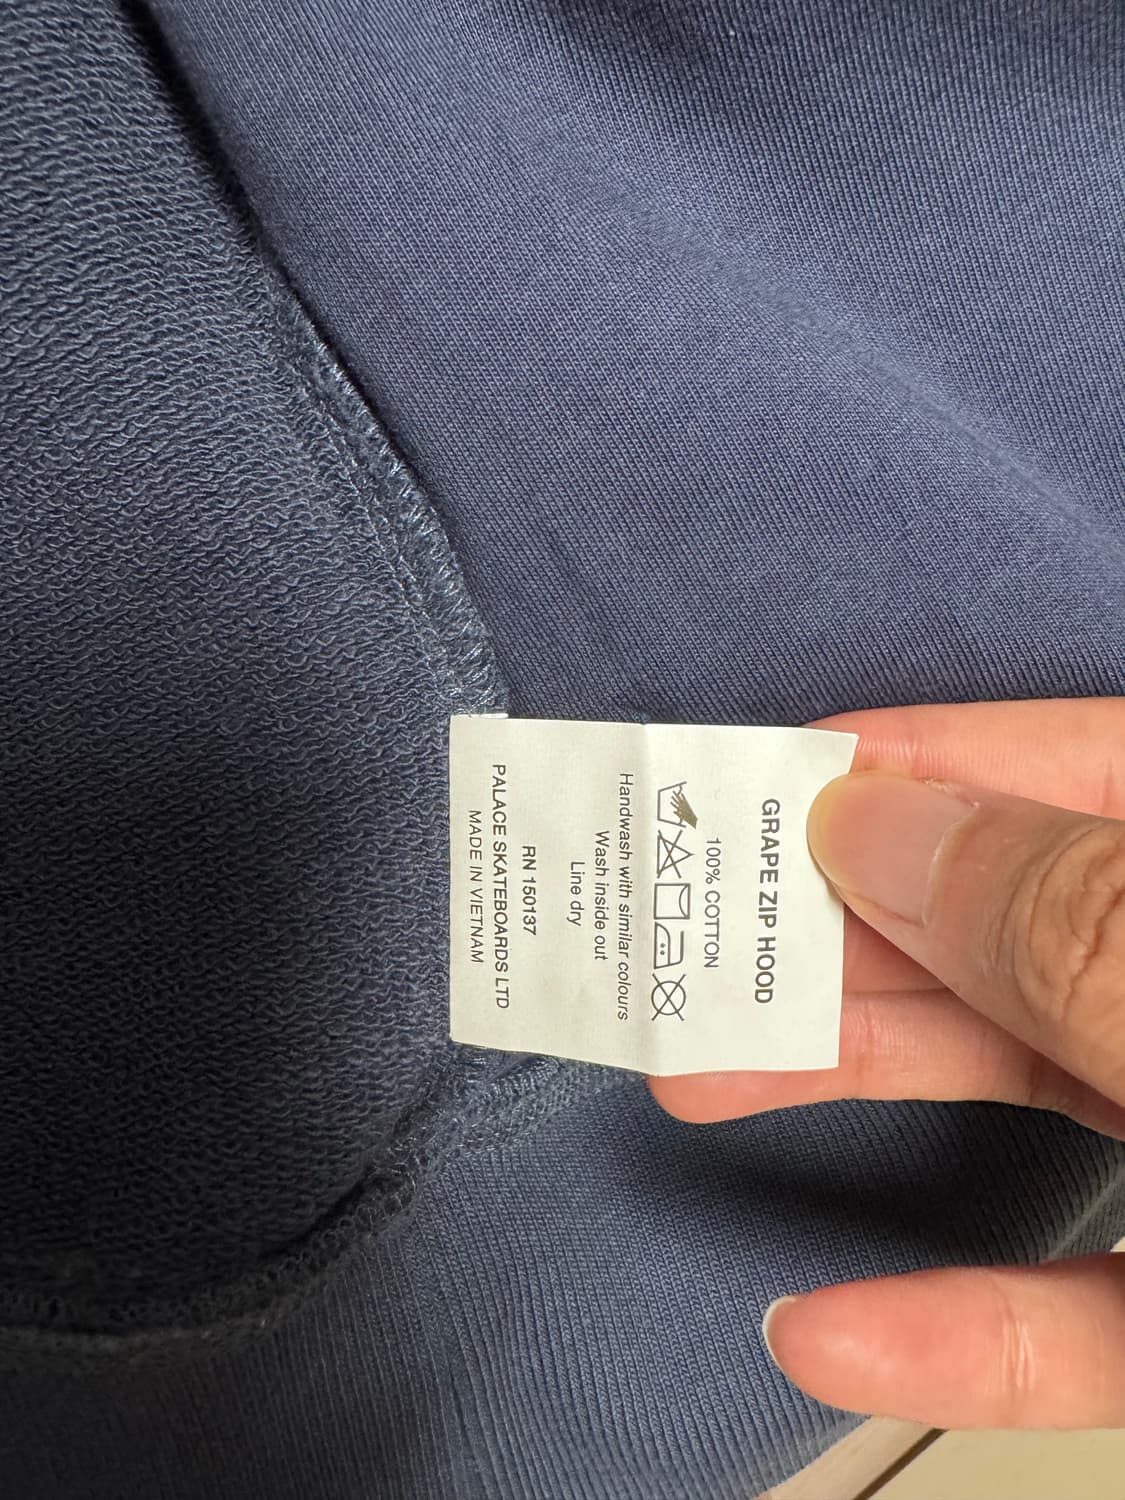 GRAPE ZIP HOOD
100% COTTON
Handwash with similar colours
Wash inside out
Line dry
RN 150137
PALACE SKATEBOARDS LTD
MADE IN VIETNAM